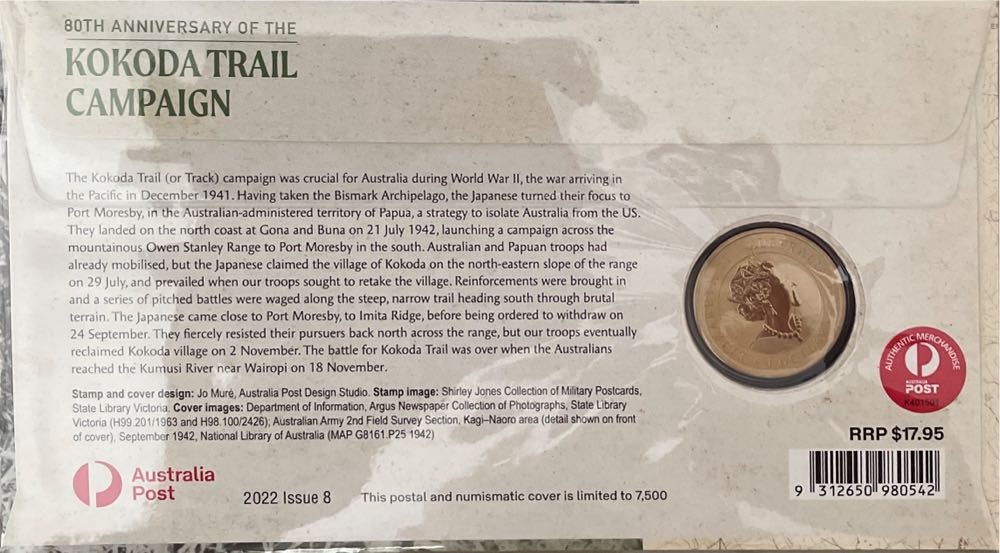 80TH ANNIVERSARY OF THE
KOKODA TRAIL
CAMPAIGN
The Kokoda Trail (or Track) campaign was crucial for Australia during World War II, the war arriving in
the Pacific in December 1941. Having taken the Bismark Archipelago, the Japanese turned their focus to
Port Moresby, in the Australian-administered territory of Papua, a strategy to isolate Australia from the US.
They landed on the north coast at Gona and Buna on 21 July 1942, launching a campaign across the
mountainous Owen Stanley Range to Port Moresby in the south. Australian and Papuan troops had
already mobilised, but the Japanese claimed the village of Kokoda on the north-eastern slope of the range
on 29 July, and prevailed when our troops sought to retake the village. Reinforcements were brought in
and a series of pitched battles were waged along the steep, narrow trail heading south through brutal
terrain. The Japanese came close to Port Moresby, to Imita Ridge, before being ordered to withdraw on
24 September. They fiercely resisted their pursuers back north across the range, but our troops eventually
reclaimed Kokoda village on 2 November. The battle for Kokoda Trail was over when the Australians
reached the Kumusi River near Wairopi on 18 November.
Stamp and cover design: Jo Muré, Australia Post Design Studio. Stamp image: Shirley Jones Collection of Military Postcards,
State Library Victoria. Cover images: Department of Information, Argus Newspaper Collection of Photographs, State Library
Victoria (H99.201/1963 and H98.100/2426); Australian Army 2nd Field Survey Section, Kagi–Naoro area (detail shown on front
of cover), September 1942, National Library of Australia (MAP G8161.P25 1942)
Australia
Post
2022 Issue 8
This postal and numismatic cover is limited to 7,500
AUTHENTIC MERCHANDISE
AUSTRALIA
POST
K401501
RRP $17.95
9 312650 980542